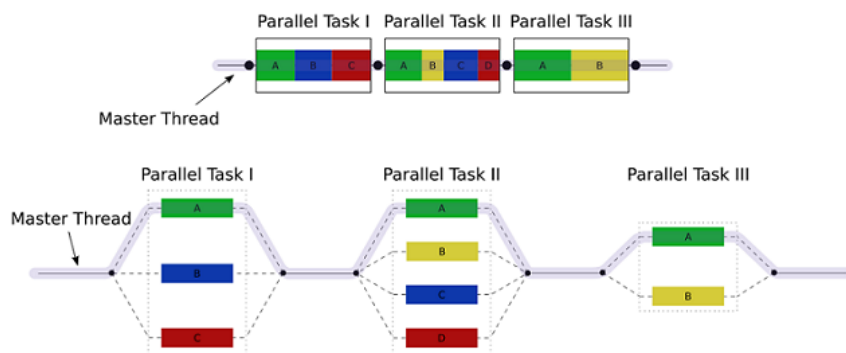 Parallel Task I Parallel Task II Parallel Task III
A B C A B C D A B
Master Thread
Parallel Task I Parallel Task II Parallel Task III
A A
Master Thread
A
B
B
C
B
C D